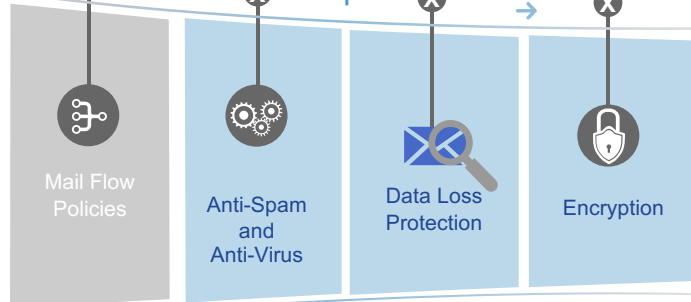 Mail Flow
Policies
Anti-Spam
and
Anti-Virus
Data Loss
Protection
Encryption
X
X
X